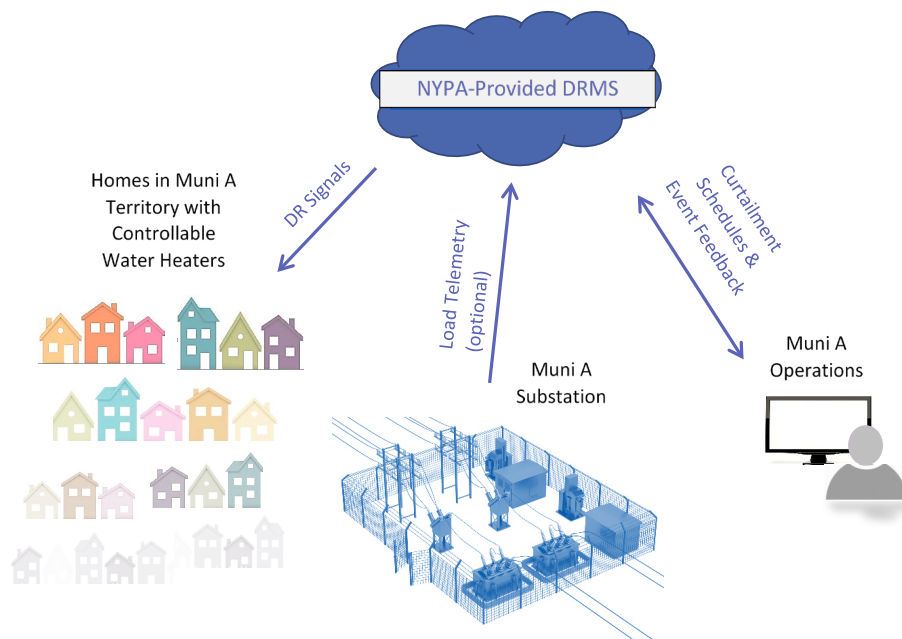 NYPA-Provided DRMS
Homes in Muni A
Territory with
Controllable
Water Heaters
DR Signals
Load Telemetry
(optional)
Curtailment
Schedules &
Event Feedback
Muni A
Substation
Muni A
Operations